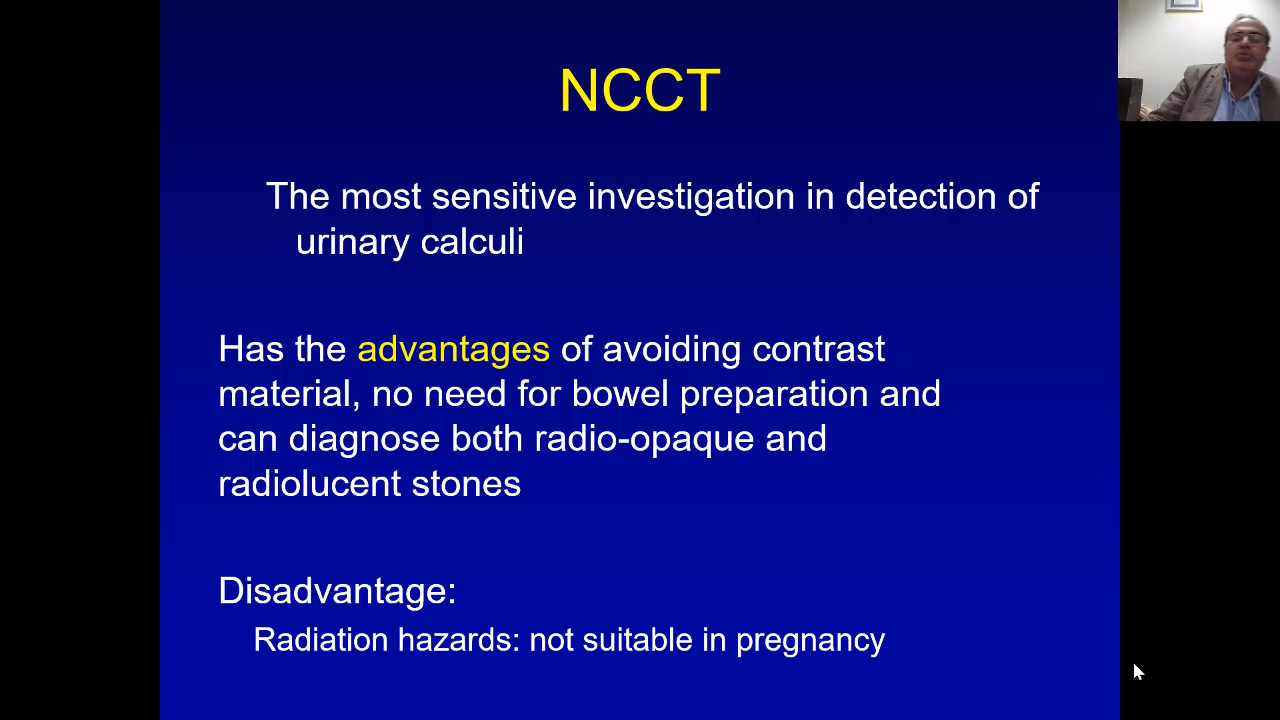 NCCT
The most sensitive investigation in detection of
urinary calculi
Has the advantages of avoiding contrast
material, no need for bowel preparation and
can diagnose both radio-opaque and
radiolucent stones
Disadvantage:
Radiation hazards: not suitable in pregnancy